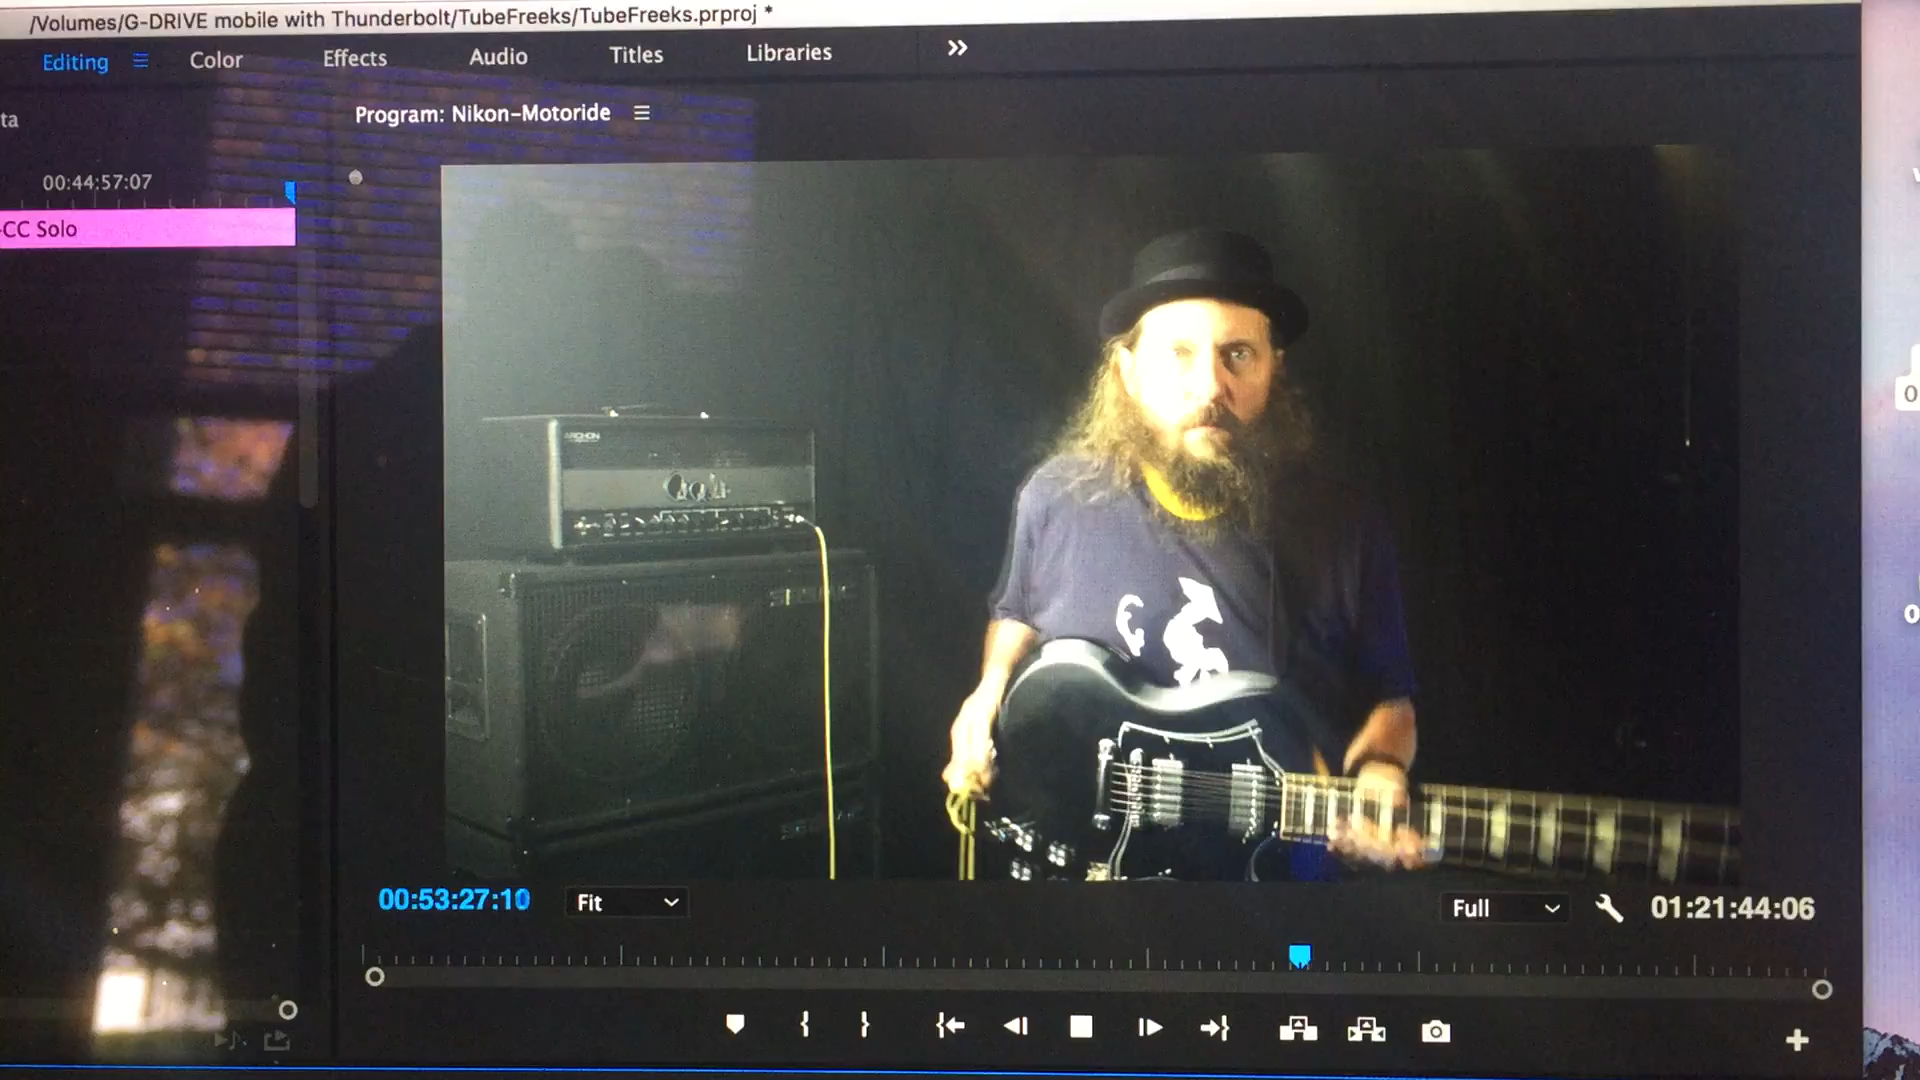 /Volumes/G-DRIVE mobile with Thunderbolt/TubeFreeks/TubeFreeks.prproj *
Editing Color Effects Audio Titles Libraries
ta
Program: Nikon-Motoride
00:44:57:07
-CC Solo
ARCHON
00:53:27:10 Fit Full 01:21:44:06